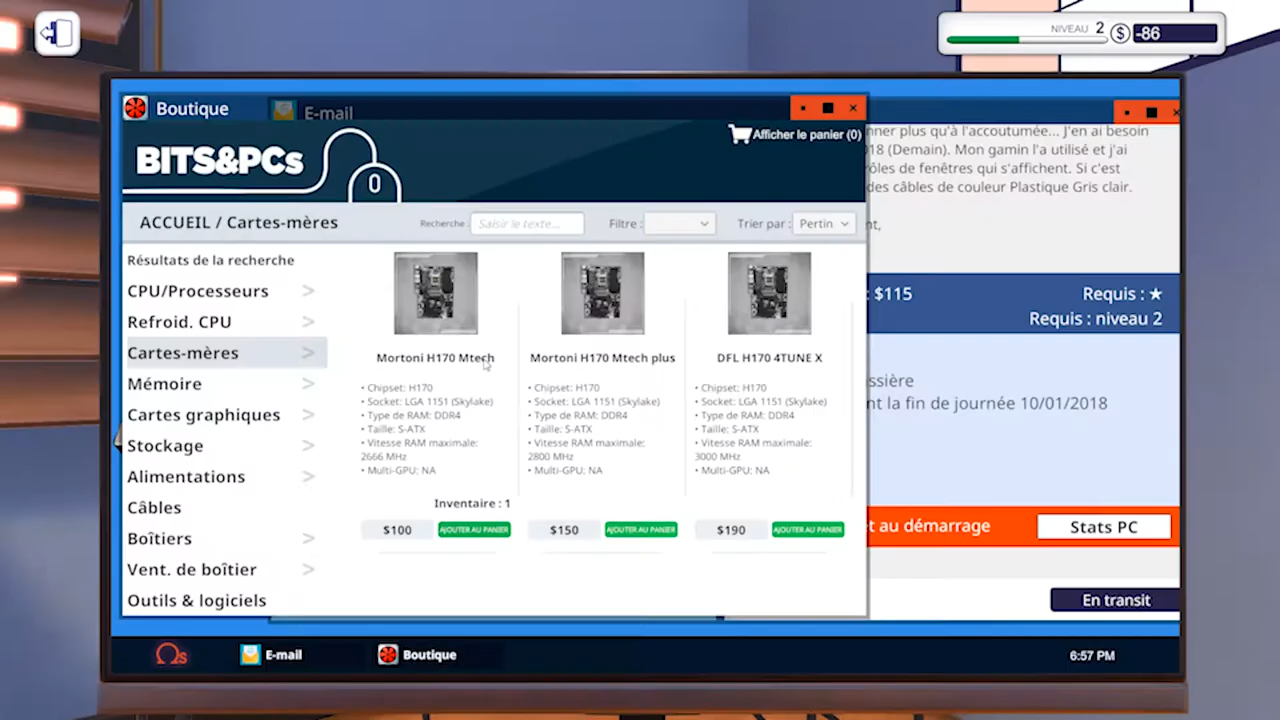 NIVEAU 2 $ -86
Boutique
E-mail
BITS&PCs
Afficher le panier (0)
ACCUEIL / Cartes-mères
Recherche : Saisir le texte...
Filtre :
Trier par : Pertin
Résultats de la recherche
CPU/Processeurs >
Refroid. CPU >
Cartes-mères >
Mémoire >
Cartes graphiques >
Stockage >
Alimentations >
Câbles
Boîtiers >
Vent. de boîtier >
Outils & logiciels
Mortoni H170 Mtech
• Chipset: H170
• Socket: LGA 1151 (Skylake)
• Type de RAM: DDR4
• Taille: S-ATX
• Vitesse RAM maximale:
2666 MHz
• Multi-GPU: NA
Inventaire : 1
$100 AJOUTER AU PANIER
Mortoni H170 Mtech plus
• Chipset: H170
• Socket: LGA 1151 (Skylake)
• Type de RAM: DDR4
• Taille: S-ATX
• Vitesse RAM maximale:
2800 MHz
• Multi-GPU: NA
$150 AJOUTER AU PANIER
DFL H170 4TUNE X
• Chipset: H170
• Socket: LGA 1151 (Skylake)
• Type de RAM: DDR4
• Taille: S-ATX
• Vitesse RAM maximale:
3000 MHz
• Multi-GPU: NA
$190 AJOUTER AU PANIER
nner plus qu'à l'accoutumée... J'en ai besoin
18 (Demain). Mon gamin l'a utilisé et j'ai
rôles de fenêtres qui s'affichent. Si c'est
des câbles de couleur Plastique Gris clair.
nt,
: $115
Requis : ★
Requis : niveau 2
ssière
nt la fin de journée 10/01/2018
et au démarrage
Stats PC
En transit
Os
E-mail
Boutique
6:57 PM